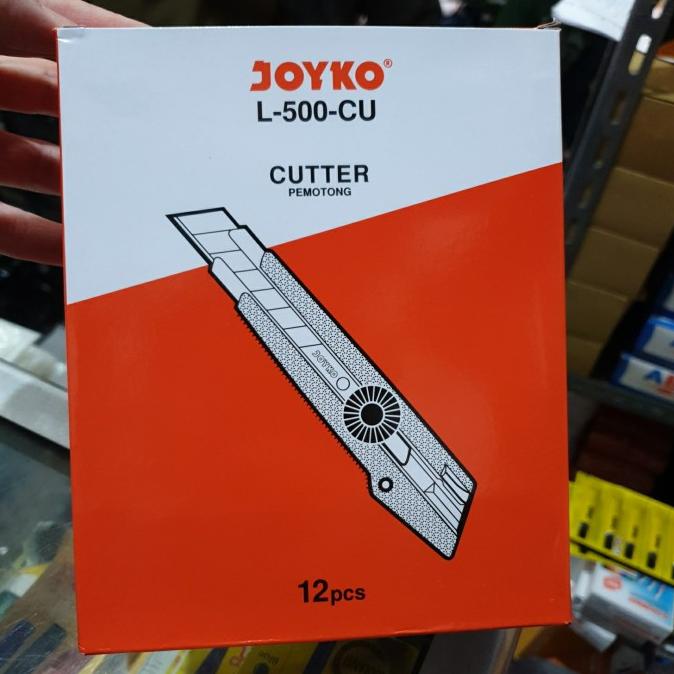 JOYKO®
L-500-CU
CUTTER
PEMOTONG
JOYKO
12pcs